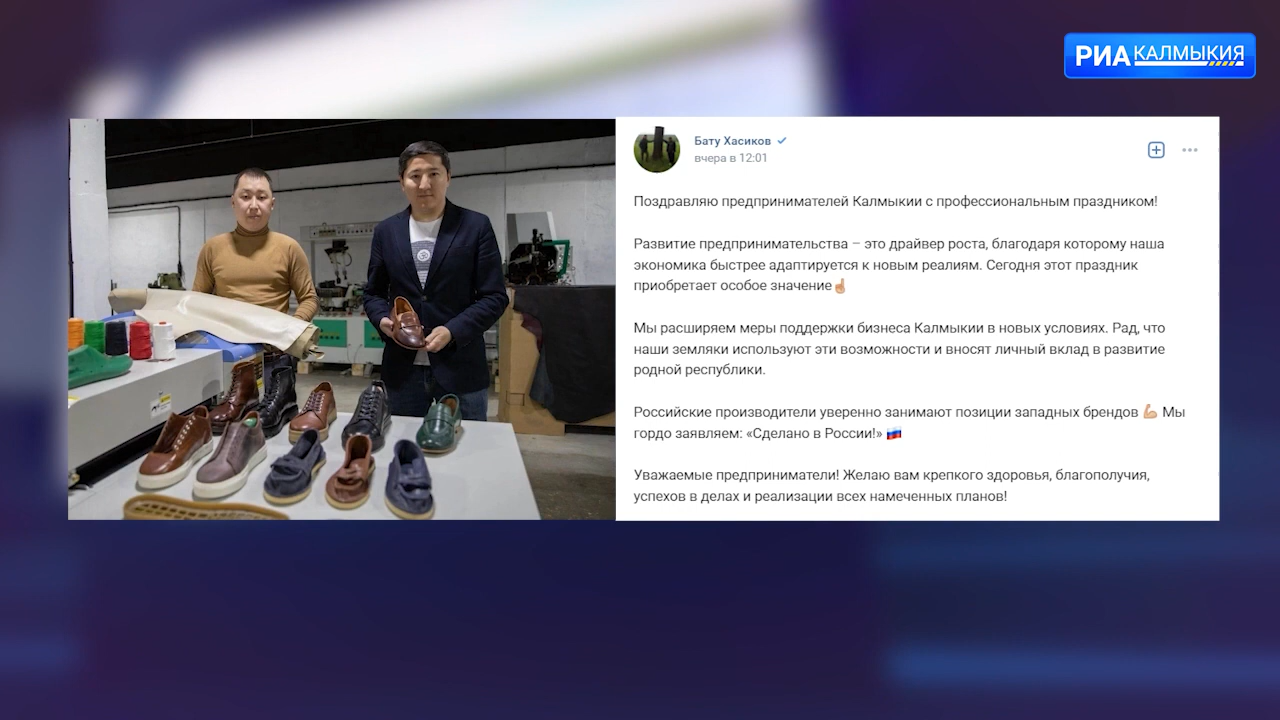 РИА КАЛМЫКИЯ
Бату Хасиков
вчера в 12:01
Поздравляю предпринимателей Калмыкии с профессиональным праздником!
Развитие предпринимательства – это драйвер роста, благодаря которому наша
экономика быстрее адаптируется к новым реалиям. Сегодня этот праздник
приобретает особое значение☝🏼
Мы расширяем меры поддержки бизнеса Калмыкии в новых условиях. Рад, что
наши земляки используют эти возможности и вносят личный вклад в развитие
родной республики.
Российские производители уверенно занимают позиции западных брендов 💪🏼 Мы
гордо заявляем: «Сделано в России!» 🇷🇺
Уважаемые предприниматели! Желаю вам крепкого здоровья, благополучия,
успехов в делах и реализации всех намеченных планов!